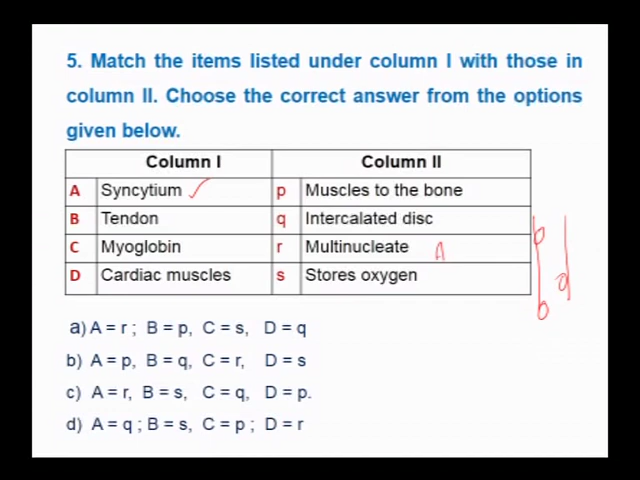 5. Match the items listed under column I with those in
column II. Choose the correct answer from the options
given below.
Column I Column II
A Syncytium p Muscles to the bone
B Tendon q Intercalated disc
C Myoglobin r Multinucleate A
D Cardiac muscles s Stores oxygen
a) A = r ; B = p, C = s, D = q
b) A = p, B = q, C = r, D = s
c) A = r, B = s, C = q, D = p.
d) A = q ; B = s, C = p ; D = r